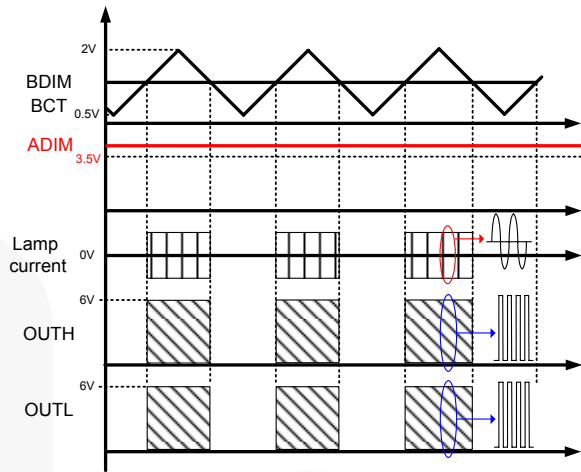 2V
BDIM
BCT
0.5V
ADIM
3.5V
Lamp
current
0V
6V
OUTH
6V
OUTL